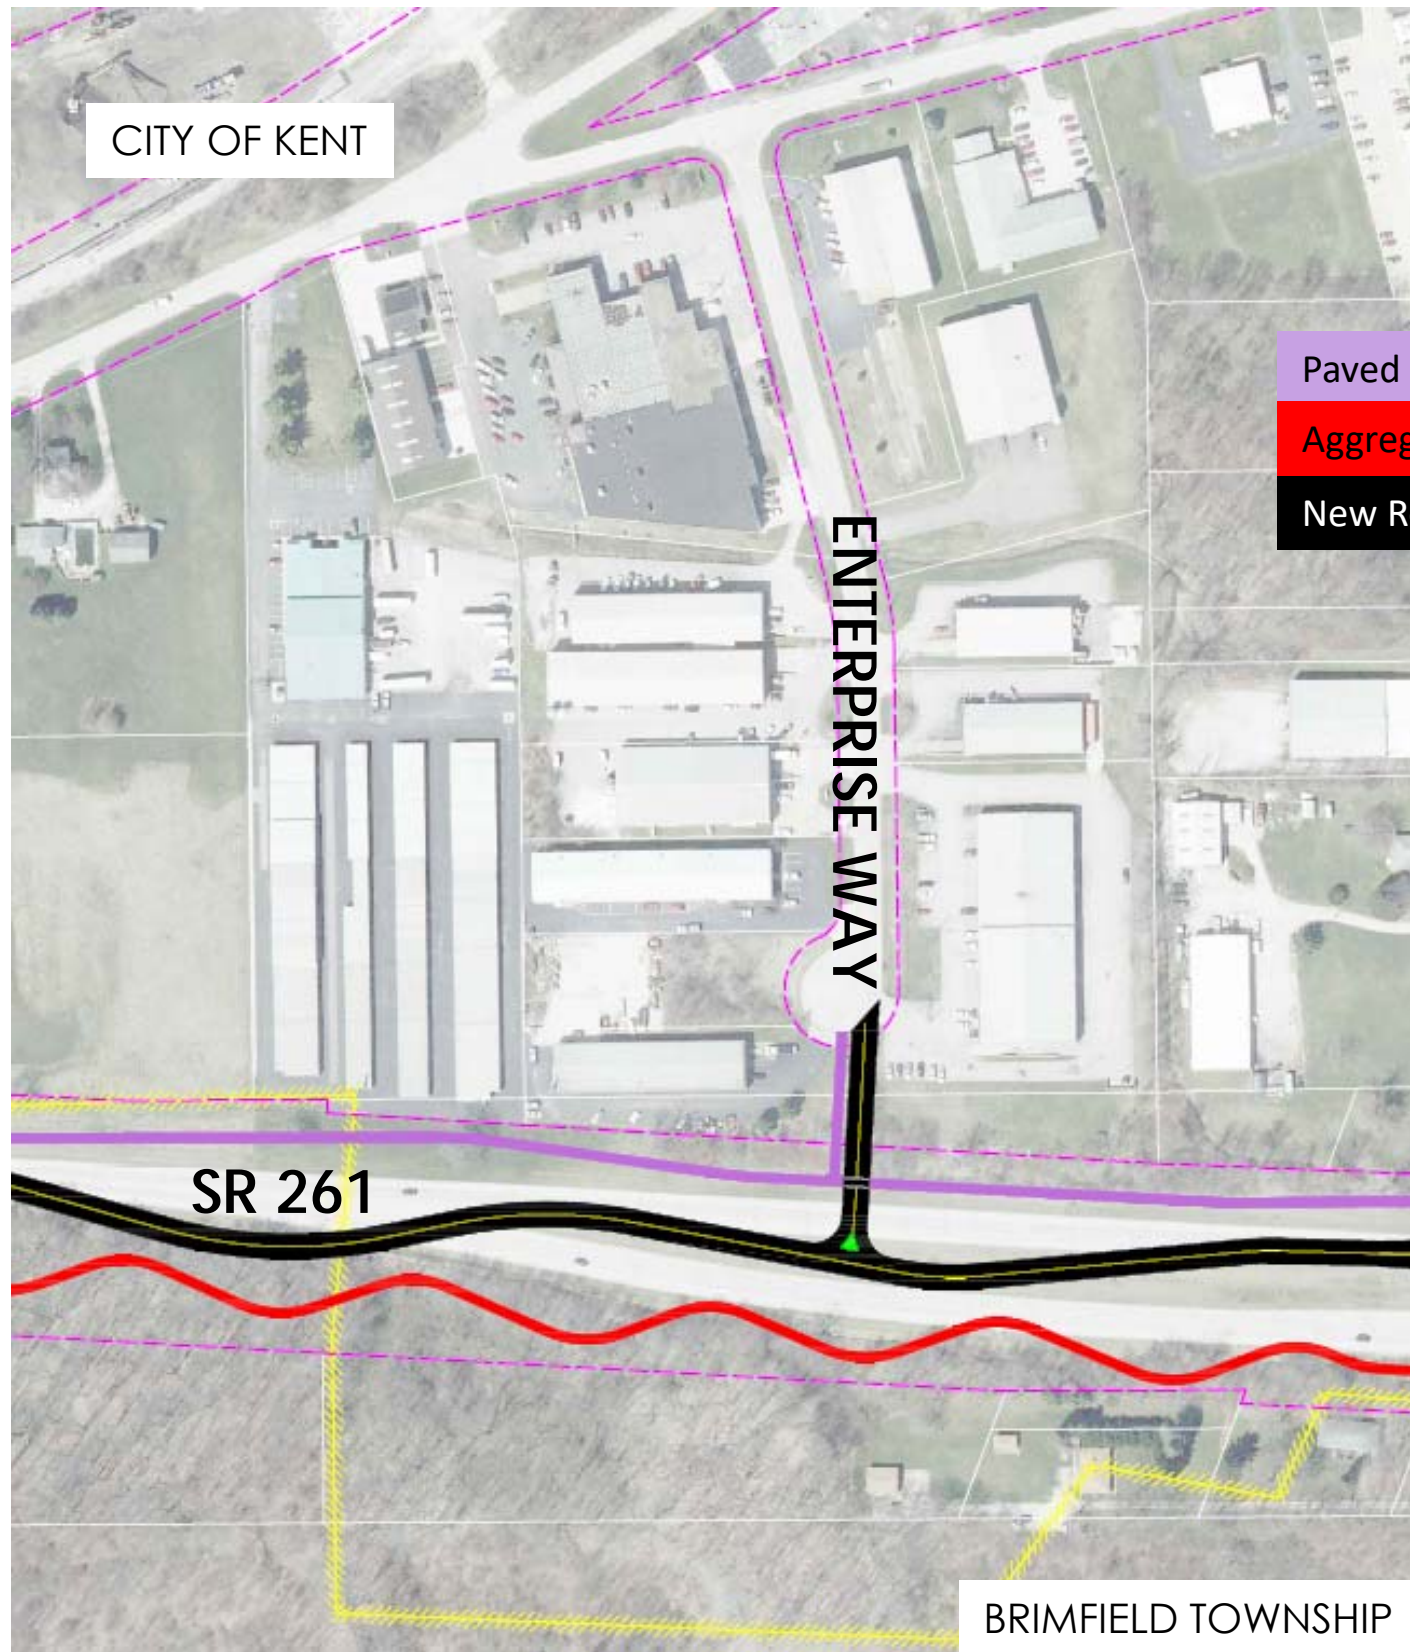 CITY OF KENT
Paved
Aggreg
New R
ENTERPRISE WAY
SR 261
BRIMFIELD TOWNSHIP